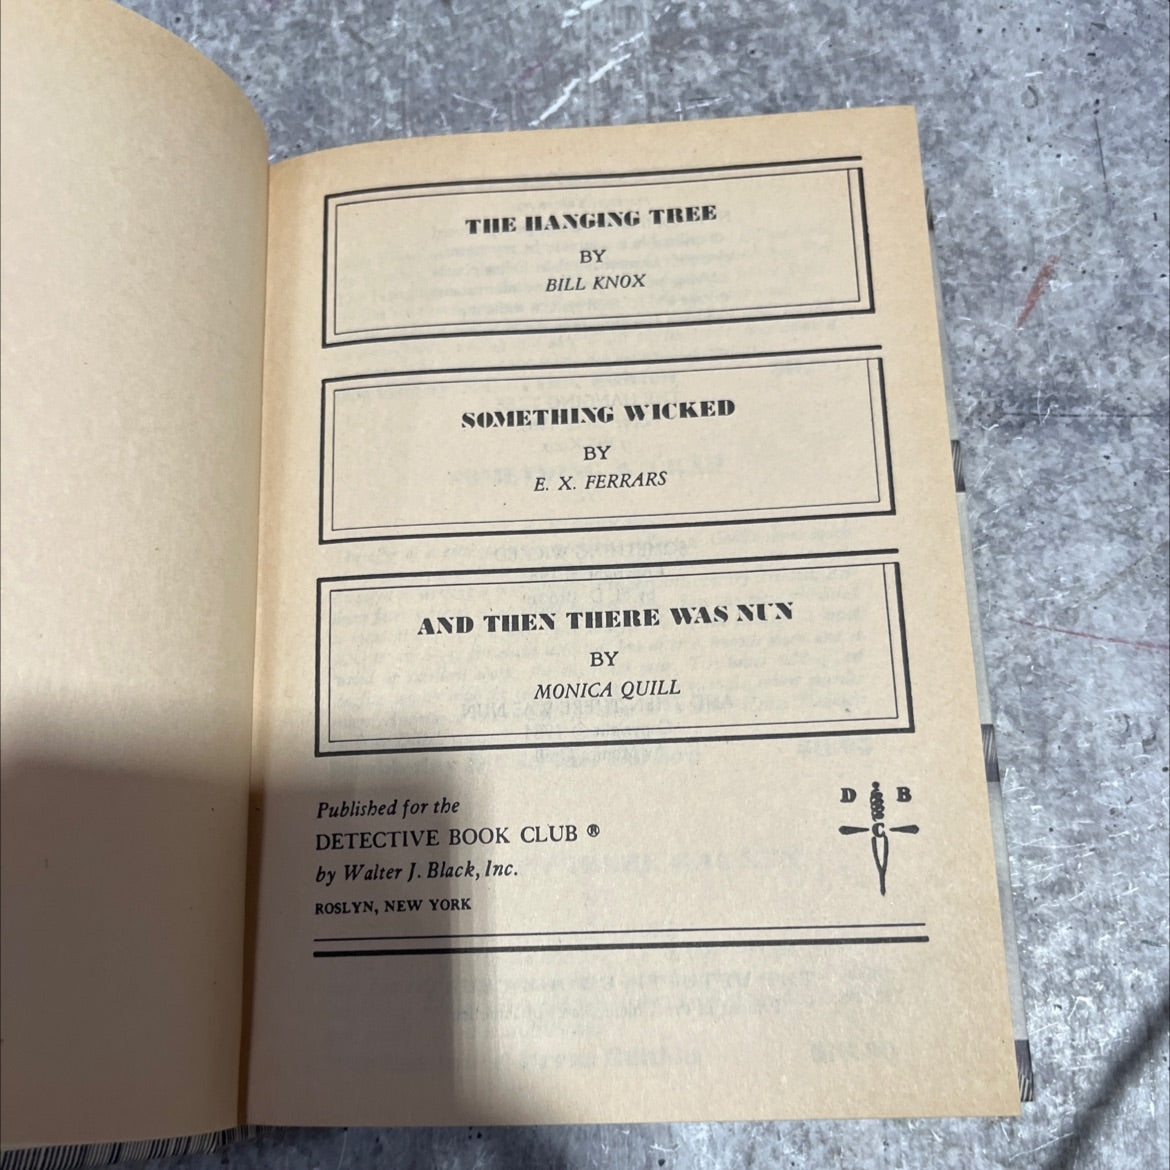 THE HANGING TREE
BY
BILL KNOX
SOMETHING WICKED
BY
E. X. FERRARS
AND THEN THERE WAS NUN
BY
MONICA QUILL
Published for the
DETECTIVE BOOK CLUB ®
by Walter J. Black, Inc.
ROSLYN, NEW YORK
D B
C